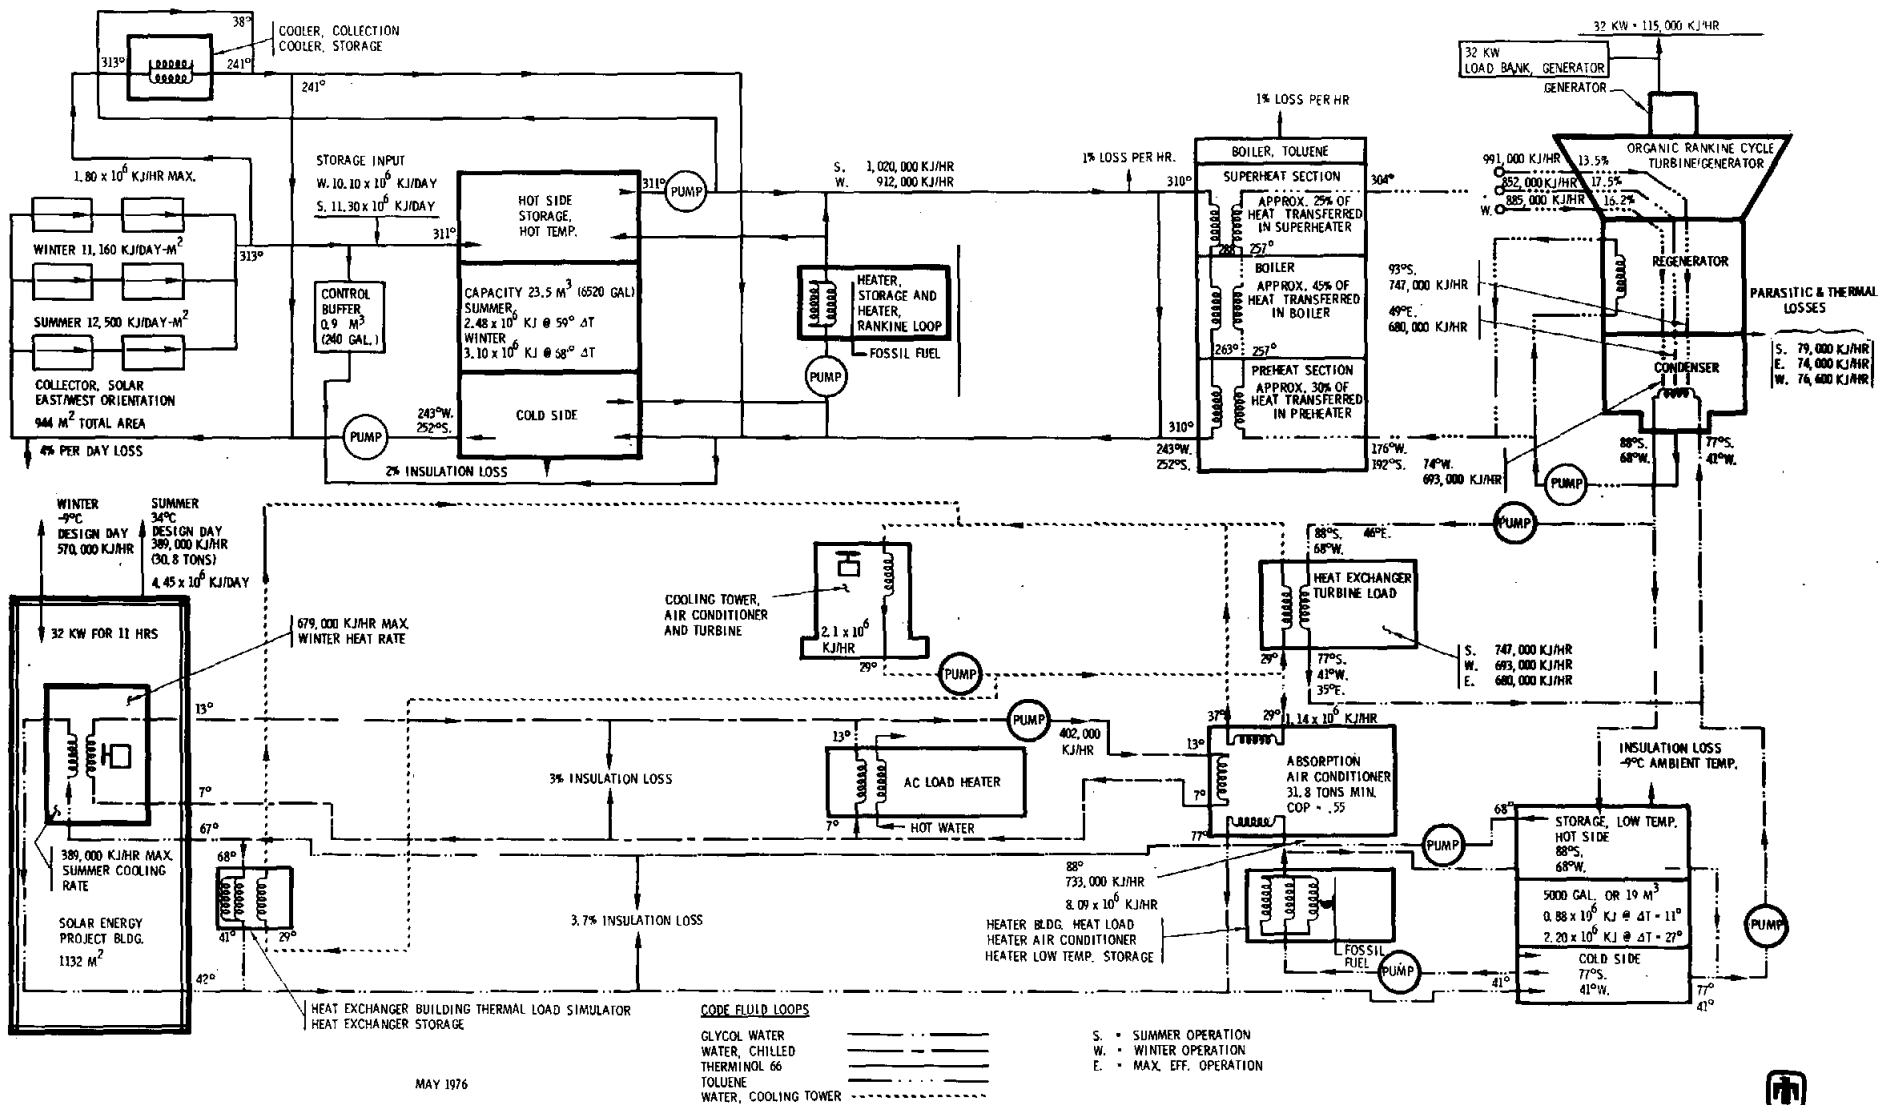 38°
COOLER, COLLECTION
COOLER, STORAGE
313°
241°
241°
1.80 x 10⁶ KJ/HR MAX.
STORAGE INPUT
W. 10.10 x 10⁶ KJ/DAY
S. 11.30 x 10⁶ KJ/DAY
313°
311°
WINTER 11,160 KJ/DAY-M²
SUMMER 12,500 KJ/DAY-M²
COLLECTOR, SOLAR
EAST/WEST ORIENTATION
944 M² TOTAL AREA
4% PER DAY LOSS
CONTROL
BUFFER
0.9 M³
(240 GAL.)
HOT SIDE
STORAGE,
HOT TEMP.
CAPACITY 23.5 M³ (6520 GAL)
SUMMER
2.48 x 10⁶ KJ @ 59° ΔT
WINTER
3.10 x 10⁶ KJ @ 68° ΔT
COLD SIDE
PUMP
243°W.
252°S.
2% INSULATION LOSS
311°
PUMP
S. 1,020,000 KJ/HR
W. 912,000 KJ/HR
HEATER,
STORAGE AND
HEATER,
RANKINE LOOP
FOSSIL FUEL
PUMP
1% LOSS PER HR.
1% LOSS PER HR
BOILER, TOLUENE
SUPERHEAT SECTION
310°
304°
APPROX. 25% OF
HEAT TRANSFERRED
IN SUPERHEATER
288 257°
BOILER
APPROX. 45% OF
HEAT TRANSFERRED
IN BOILER
263° 257°
PREHEAT SECTION
APPROX. 30% OF
HEAT TRANSFERRED
IN PREHEATER
310°
243°W.
252°S.
176°W.
192°S.
32 KW = 115,000 KJ/HR
32 KW
LOAD BANK, GENERATOR
GENERATOR
ORGANIC RANKINE CYCLE
TURBINE/GENERATOR
991,000 KJ/HR 13.5%
852,000 KJ/HR 17.5%
W. 885,000 KJ/HR 16.2%
REGENERATOR
93°S.
747,000 KJ/HR
49°E.
680,000 KJ/HR
PARASITIC & THERMAL
LOSSES
S. 79,000 KJ/HR
E. 74,000 KJ/HR
W. 76,600 KJ/HR
CONDENSER
88°S.
68°W.
77°S.
41°W.
74°W.
693,000 KJ/HR
PUMP
WINTER
-9°C
DESIGN DAY
570,000 KJ/HR
SUMMER
34°C
DESIGN DAY
389,000 KJ/HR
(30.8 TONS)
4.45 x 10⁶ KJ/DAY
32 KW FOR 11 HRS
679,000 KJ/HR MAX.
WINTER HEAT RATE
COOLING TOWER,
AIR CONDITIONER
AND TURBINE
2.1 x 10⁶
KJ/HR
29°
PUMP
PUMP
88°S. 46°E.
68°W.
HEAT EXCHANGER
TURBINE LOAD
29°
77°S.
41°W.
35°E.
S. 747,000 KJ/HR
W. 693,000 KJ/HR
E. 680,000 KJ/HR
13°
7°
67°
389,000 KJ/HR MAX.
SUMMER COOLING
RATE
SOLAR ENERGY
PROJECT BLDG.
1132 M²
68°
41°
29°
42°
3% INSULATION LOSS
3.7% INSULATION LOSS
13°
AC LOAD HEATER
7°
HOT WATER
PUMP
402,000
KJ/HR
37°
29°
1.14 x 10⁶ KJ/HR
13°
7°
ABSORPTION
AIR CONDITIONER
31.8 TONS MIN.
COP = .55
77°
88°
733,000 KJ/HR
8.09 x 10⁶ KJ/HR
HEATER BLDG. HEAT LOAD
HEATER AIR CONDITIONER
HEATER LOW TEMP. STORAGE
FOSSIL
FUEL
PUMP
PUMP
68°
INSULATION LOSS
-9°C AMBIENT TEMP.
STORAGE, LOW TEMP.
HOT SIDE
88°S.
68°W.
5000 GAL. OR 19 M³
0.88 x 10⁶ KJ @ ΔT = 11°
2.20 x 10⁶ KJ @ ΔT = 27°
COLD SIDE
77°S.
41°W.
41°
77°
41°
PUMP
HEAT EXCHANGER BUILDING THERMAL LOAD SIMULATOR
HEAT EXCHANGER STORAGE
CODE FLUID LOOPS
GLYCOL WATER
WATER, CHILLED
THERMINOL 66
TOLUENE
WATER, COOLING TOWER
S. = SUMMER OPERATION
W. = WINTER OPERATION
E. = MAX. EFF. OPERATION
MAY 1976